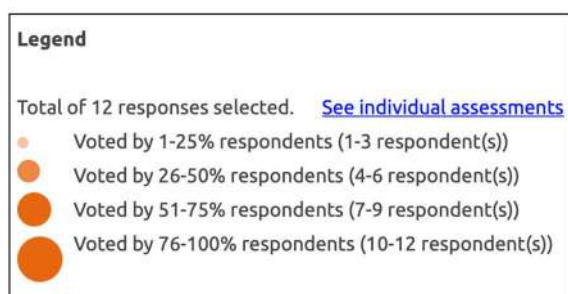 Legend
Total of 12 responses selected. See individual assessments
Voted by 1-25% respondents (1-3 respondent(s))
Voted by 26-50% respondents (4-6 respondent(s))
Voted by 51-75% respondents (7-9 respondent(s))
Voted by 76-100% respondents (10-12 respondent(s))